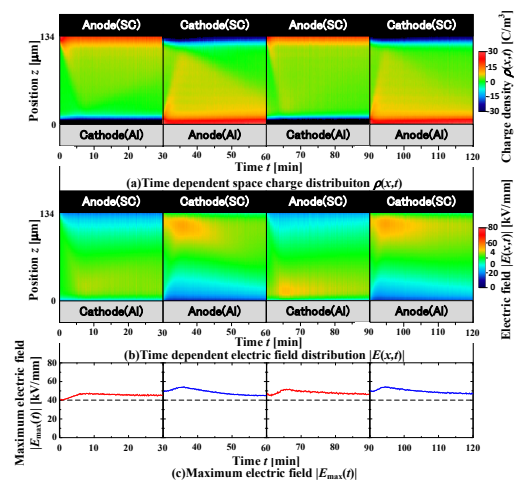 Anode(SC) Cathode(SC) Anode(SC) Cathode(SC)
134
Position z [μm]
0
Cathode(Al) Anode(Al) Cathode(Al) Anode(Al)
0 10 20 30 40 50 60 70 80 90 100 110 120
Time t [min]
Charge density ρ(x,t) [C/m³]
30
15
0
0
15
30
(a)Time dependent space charge distribuiton ρ(x,t)
Anode(SC) Cathode(SC) Anode(SC) Cathode(SC)
134
Position z [μm]
0
Cathode(Al) Anode(Al) Cathode(Al) Anode(Al)
0 10 20 30 40 50 60 70 80 90 100 110 120
Time t [min]
Electric field |E(x,t)| [kV/mm]
80
40
0
0
40
80
(b)Time dependent electric field distribution |E(x,t)|
Maximum electric field
|Emax(t)| [kV/mm]
80
60
40
20
0
0 10 20 30 40 50 60 70 80 90 100 110 120
Time t [min]
(c)Maximum electric field |Emax(t)|